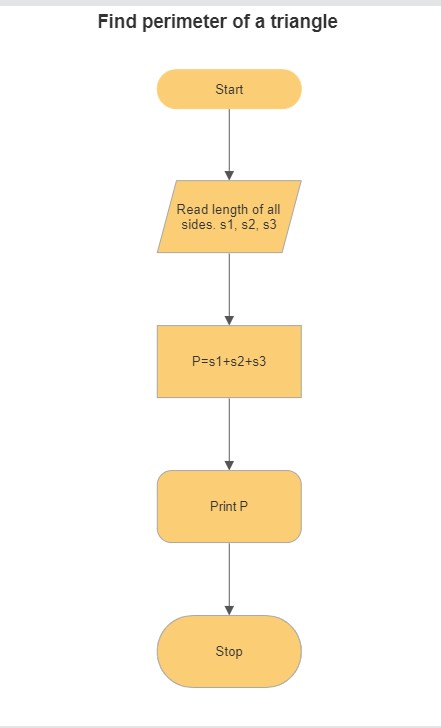 Find perimeter of a triangle
Start
Read length of all
sides. s1, s2, s3
P=s1+s2+s3
Print P
Stop